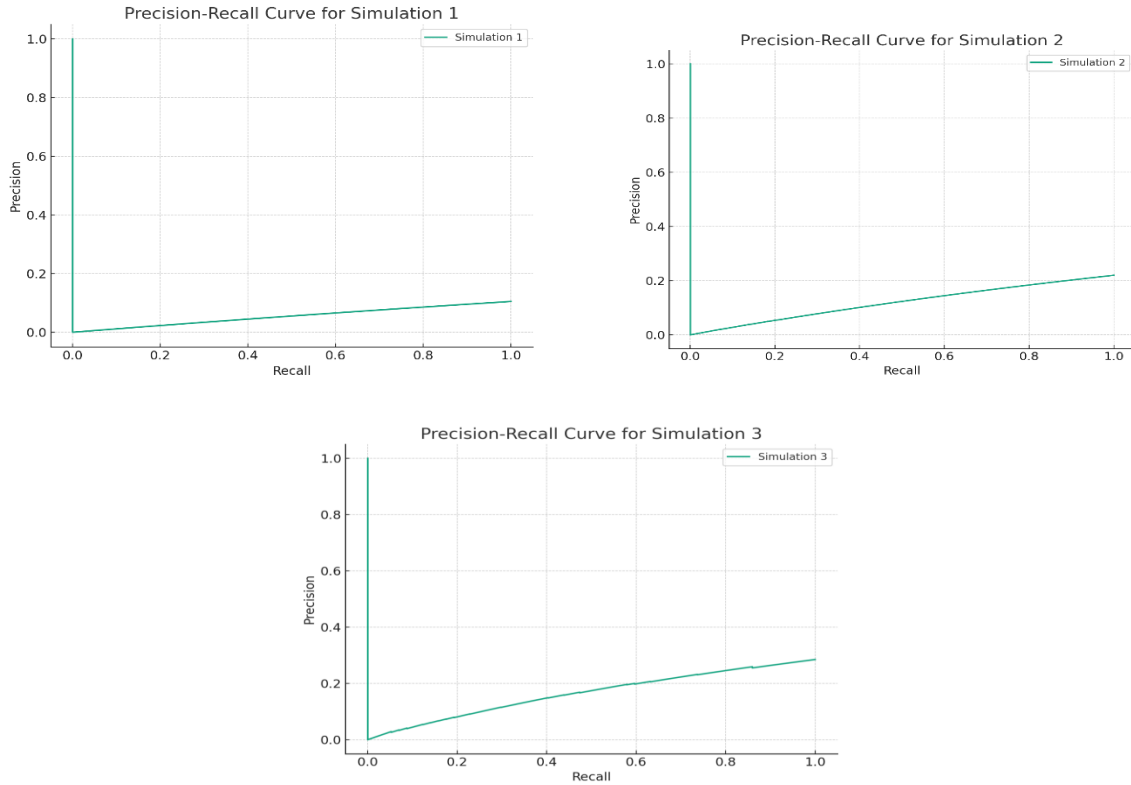 Precision-Recall Curve for Simulation 1
Simulation 1
1.0
0.8
0.6
0.4
0.2
0.0
Precision
0.0 0.2 0.4 0.6 0.8 1.0
Recall
Precision-Recall Curve for Simulation 2
Simulation 2
1.0
0.8
0.6
0.4
0.2
0.0
Precision
0.0 0.2 0.4 0.6 0.8 1.0
Recall
Precision-Recall Curve for Simulation 3
Simulation 3
1.0
0.8
0.6
0.4
0.2
0.0
Precision
0.0 0.2 0.4 0.6 0.8 1.0
Recall